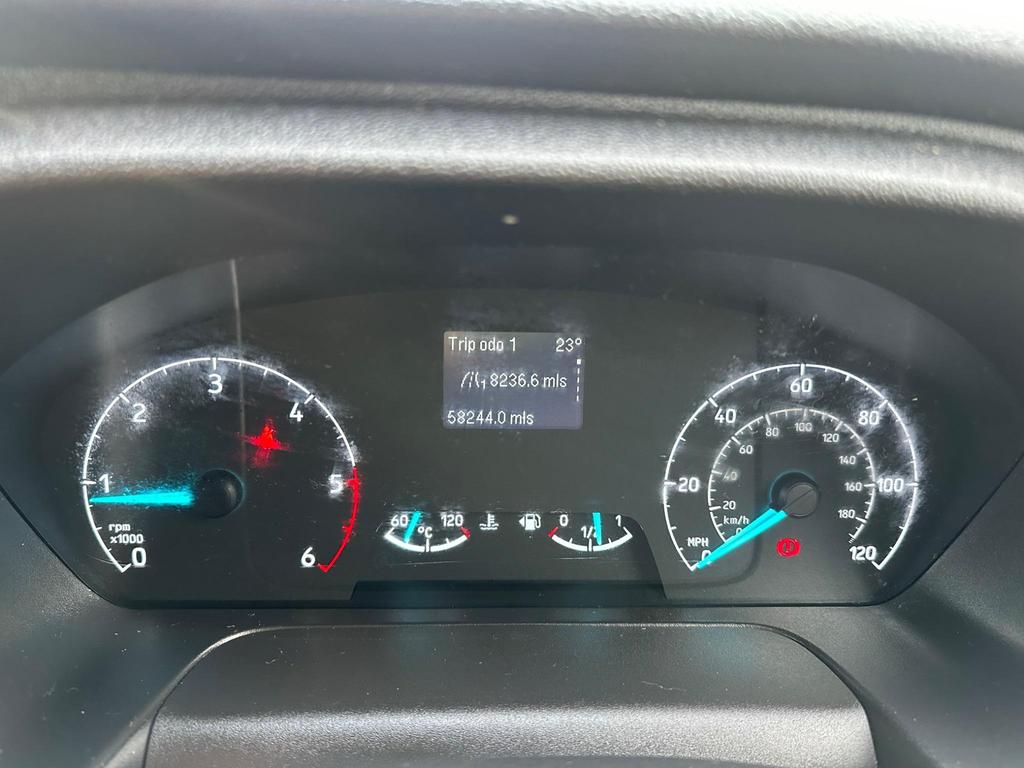 Trip odo 1 23°
1 8236.6 mls
58244.0 mls
0 1 2 3 4 5 6
rpm
x1000
60 120
°C
0 1/2 1
0 20 40 60 80 100 120
MPH
0 20 40 60 80 100 120 140 160 180
km/h